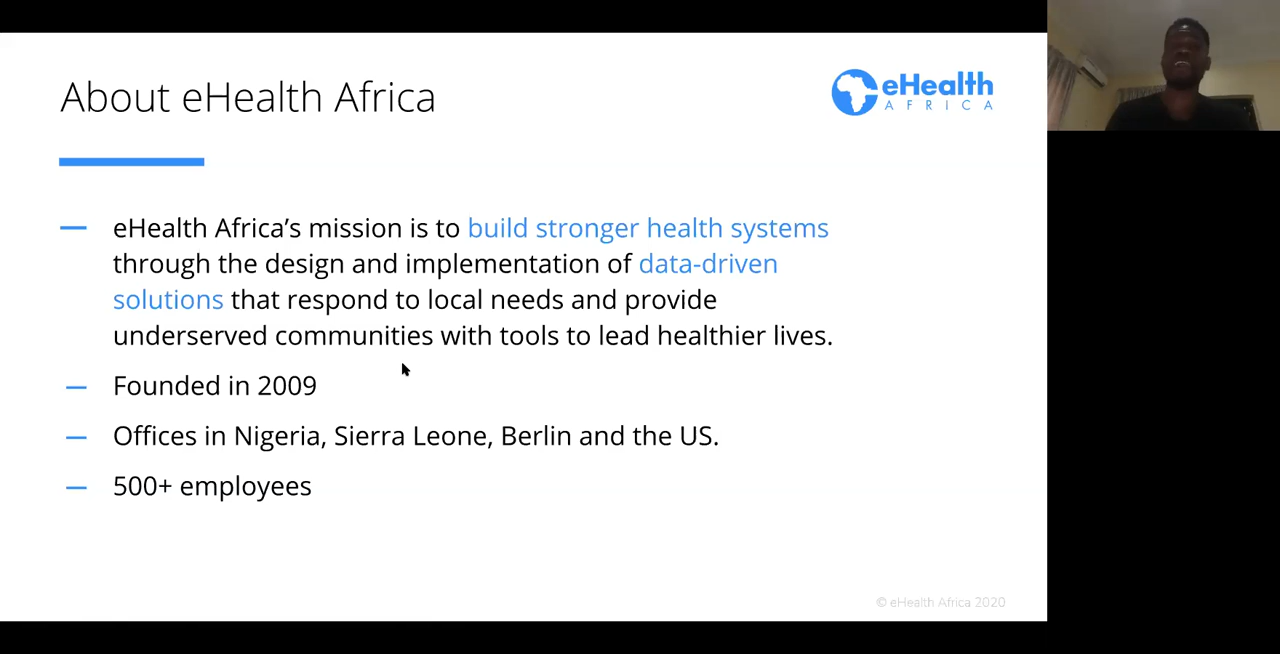 About eHealth Africa
eHealth
AFRICA
eHealth Africa’s mission is to build stronger health systems
through the design and implementation of data-driven
solutions that respond to local needs and provide
underserved communities with tools to lead healthier lives.
Founded in 2009
Offices in Nigeria, Sierra Leone, Berlin and the US.
500+ employees
© eHealth Africa 2020